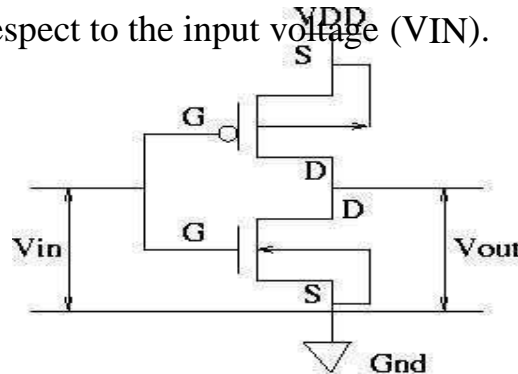 espect to the input voltage (VIN).
VDD
S
G
D
D
G
Vin
Vout
S
Gnd